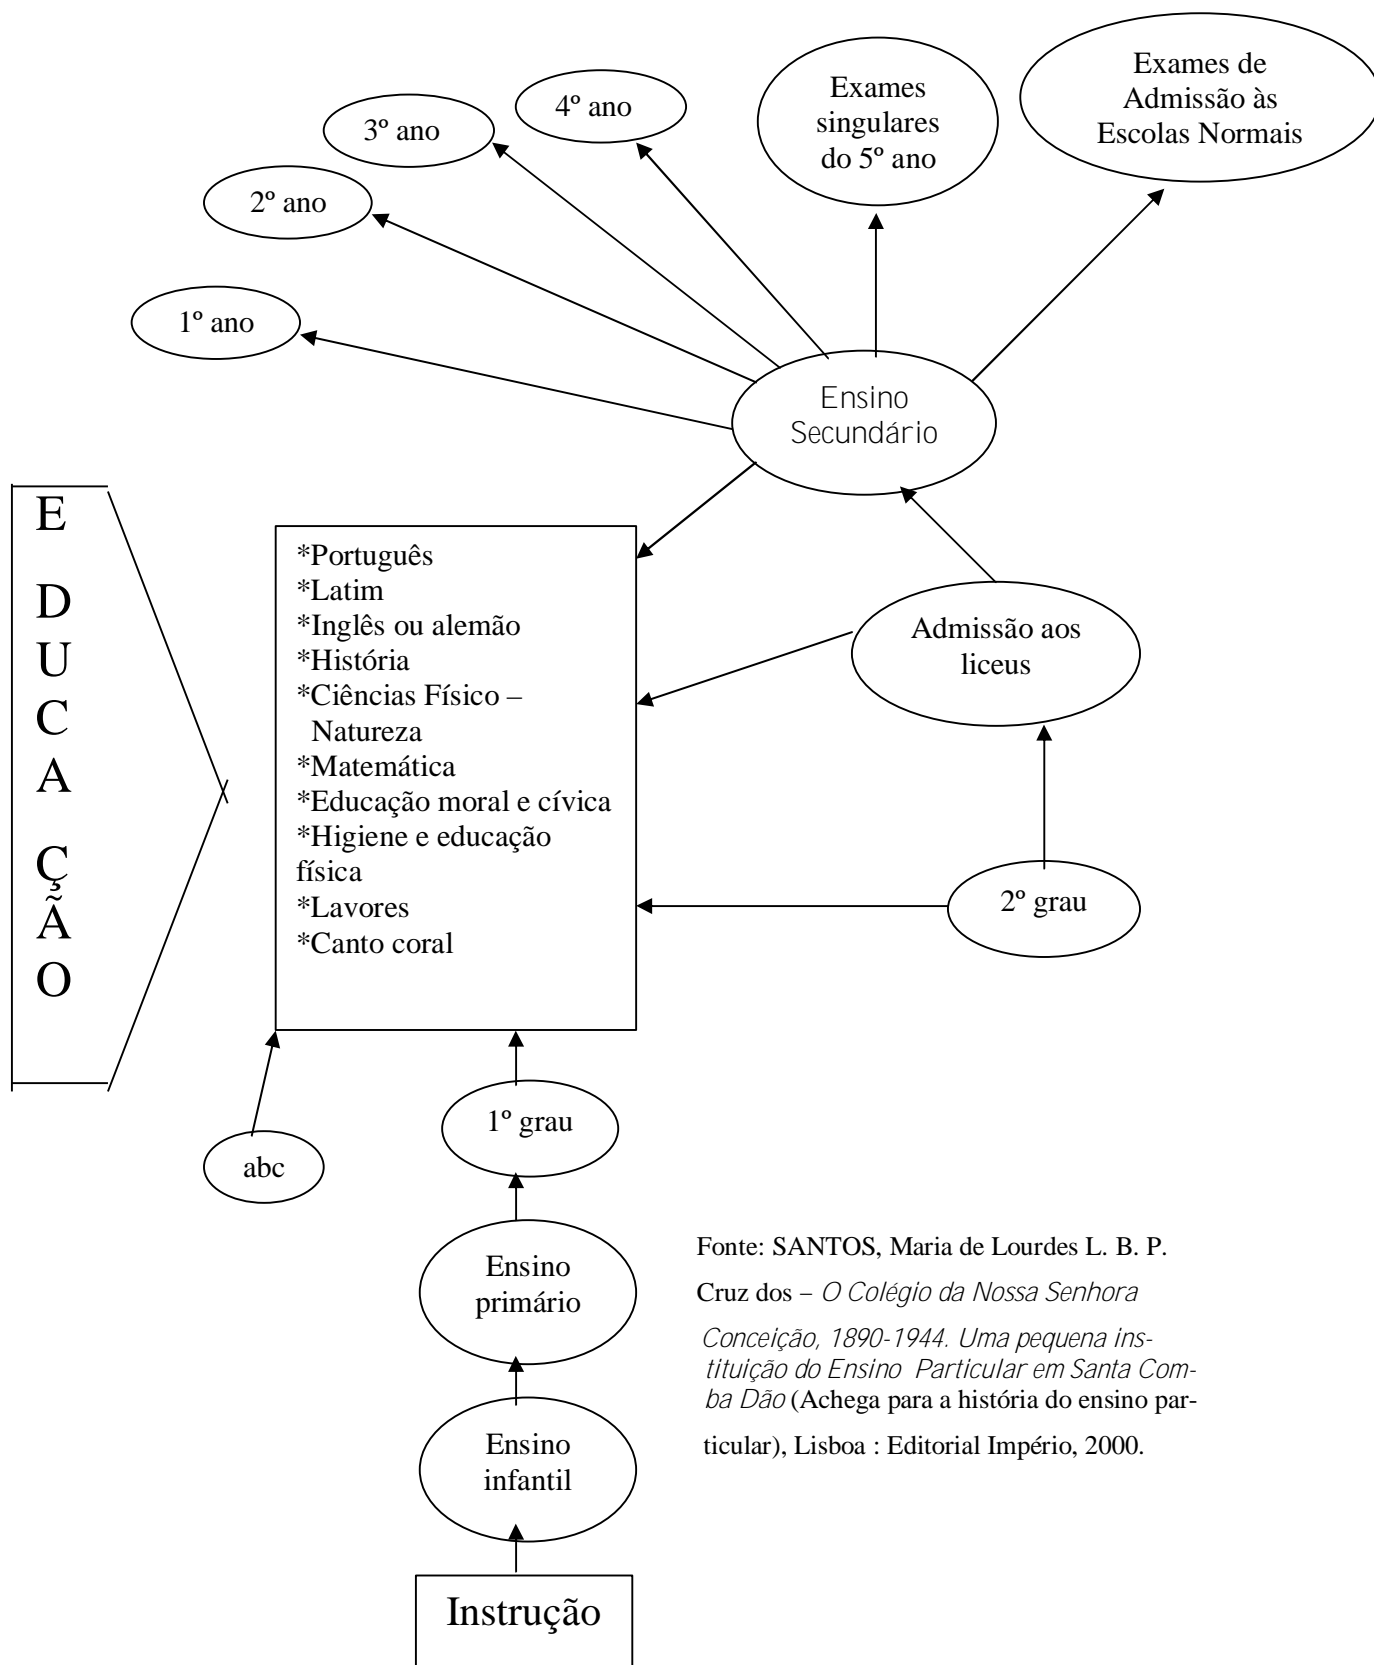 Exames de
Admissão às
Escolas Normais
Exames
singulares
do 5º ano
4º ano
3º ano
2º ano
1º ano
Ensino
Secundário
E
D
U
C
A
Ç
Ã
O
*Português
*Latim
*Inglês ou alemão
*História
*Ciências Físico –
Natureza
*Matemática
*Educação moral e cívica
*Higiene e educação
física
*Lavores
*Canto coral
Admissão aos
liceus
2º grau
1º grau
abc
Ensino
primário
Ensino
infantil
Instrução
Fonte: SANTOS, Maria de Lourdes L. B. P.
Cruz dos – O Colégio da Nossa Senhora
Conceição, 1890-1944. Uma pequena ins-
tituição do Ensino Particular em Santa Com-
ba Dão (Achega para a história do ensino par-
ticular), Lisboa : Editorial Império, 2000.